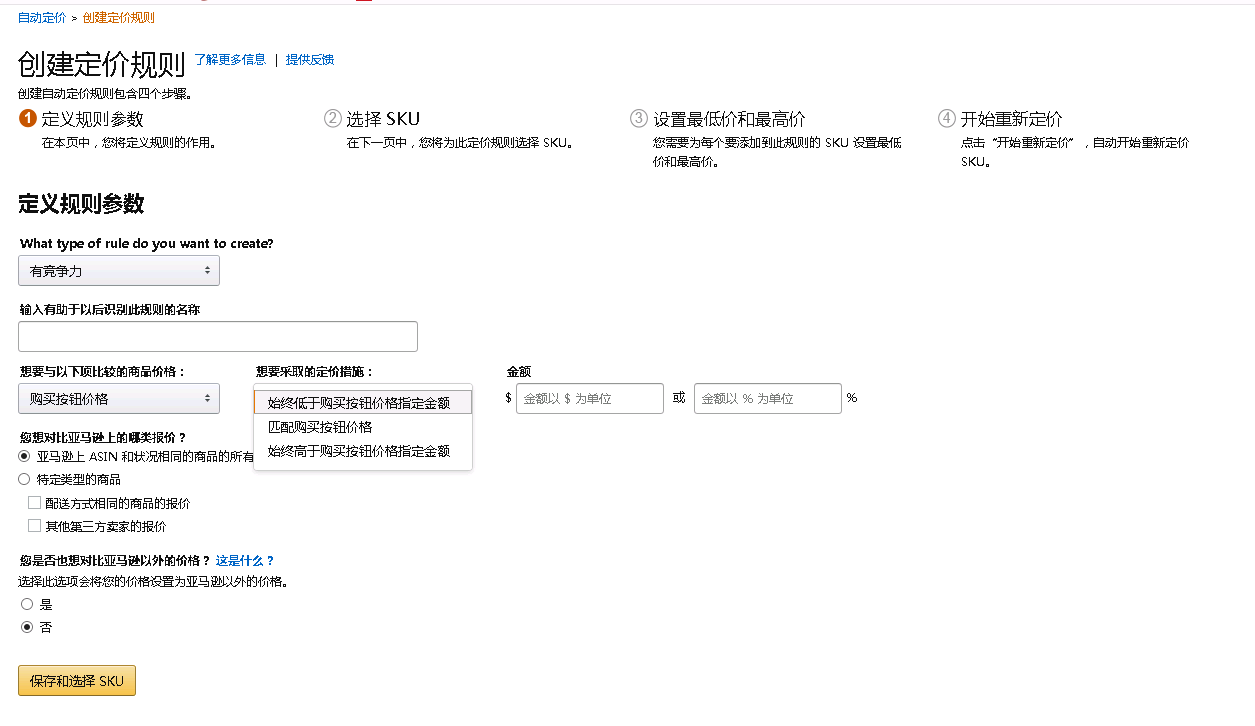 自动定价 > 创建定价规则
创建定价规则 了解更多信息 | 提供反馈
创建自动定价规则包含四个步骤。
1 定义规则参数
在本页中，您将定义规则的作用。
2 选择 SKU
在下一页中，您将为此定价规则选择 SKU。
3 设置最低价和最高价
您需要为每个要添加到此规则的 SKU 设置最低
价和最高价。
4 开始重新定价
点击“开始重新定价”，自动开始重新定价
SKU。
定义规则参数
What type of rule do you want to create?
有竞争力
输入有助于以后识别此规则的名称
想要与以下项比较的商品价格：
购买按钮价格
想要采取的定价措施：
始终低于购买按钮价格指定金额
匹配购买按钮价格
始终高于购买按钮价格指定金额
金额
$ 金额以 $ 为单位 或 金额以 % 为单位 %
您想对比亚马逊上的哪类报价？
亚马逊上 ASIN 和状况相同的商品的所有
特定类型的商品
配送方式相同的商品的报价
其他第三方卖家的报价
您是否也想对比亚马逊以外的价格？ 这是什么？
选择此选项会将您的价格设置为亚马逊以外的价格。
是
否
保存和选择 SKU